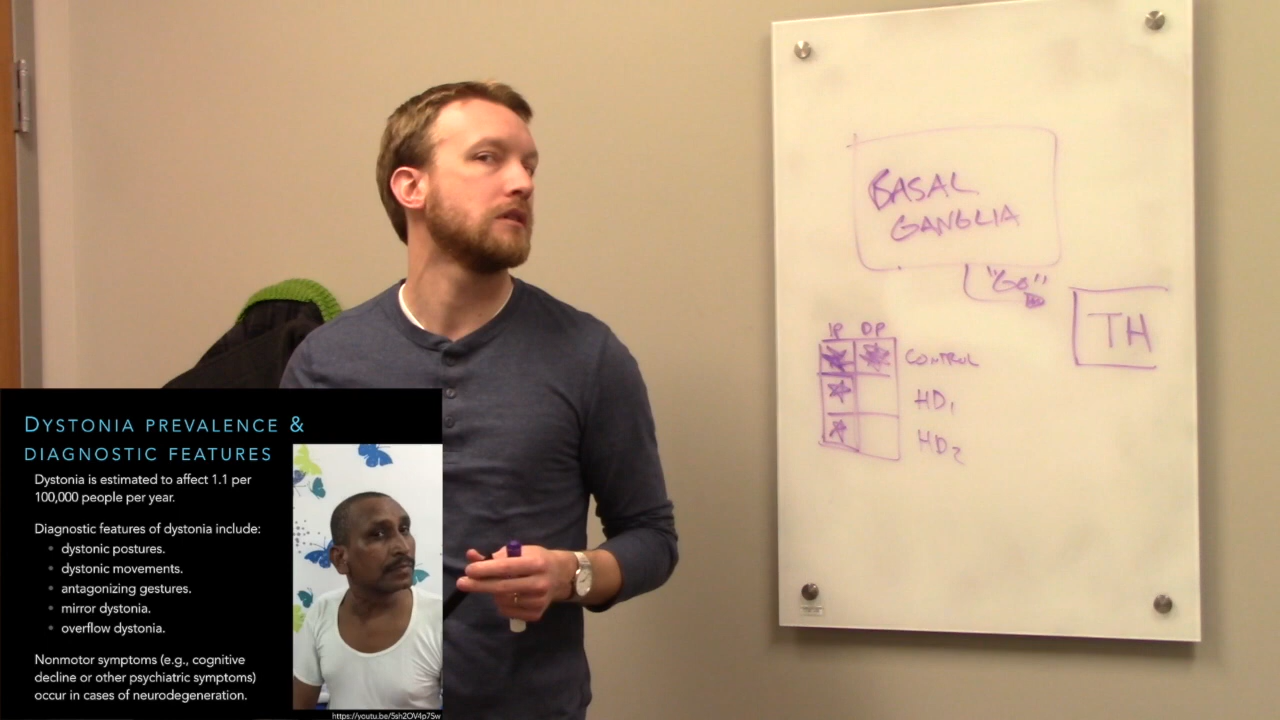 BASAL
GANGLIA
"Go"
TH
IP DP
CONTROL
HD1
HD2
DYSTONIA PREVALENCE &
DIAGNOSTIC FEATURES
Dystonia is estimated to affect 1.1 per
100,000 people per year.
Diagnostic features of dystonia include:
• dystonic postures.
• dystonic movements.
• antagonizing gestures.
• mirror dystonia.
• overflow dystonia.
Nonmotor symptoms (e.g., cognitive
decline or other psychiatric symptoms)
occur in cases of neurodegeneration.
https://youtu.be/5sh2OV4p7Sw